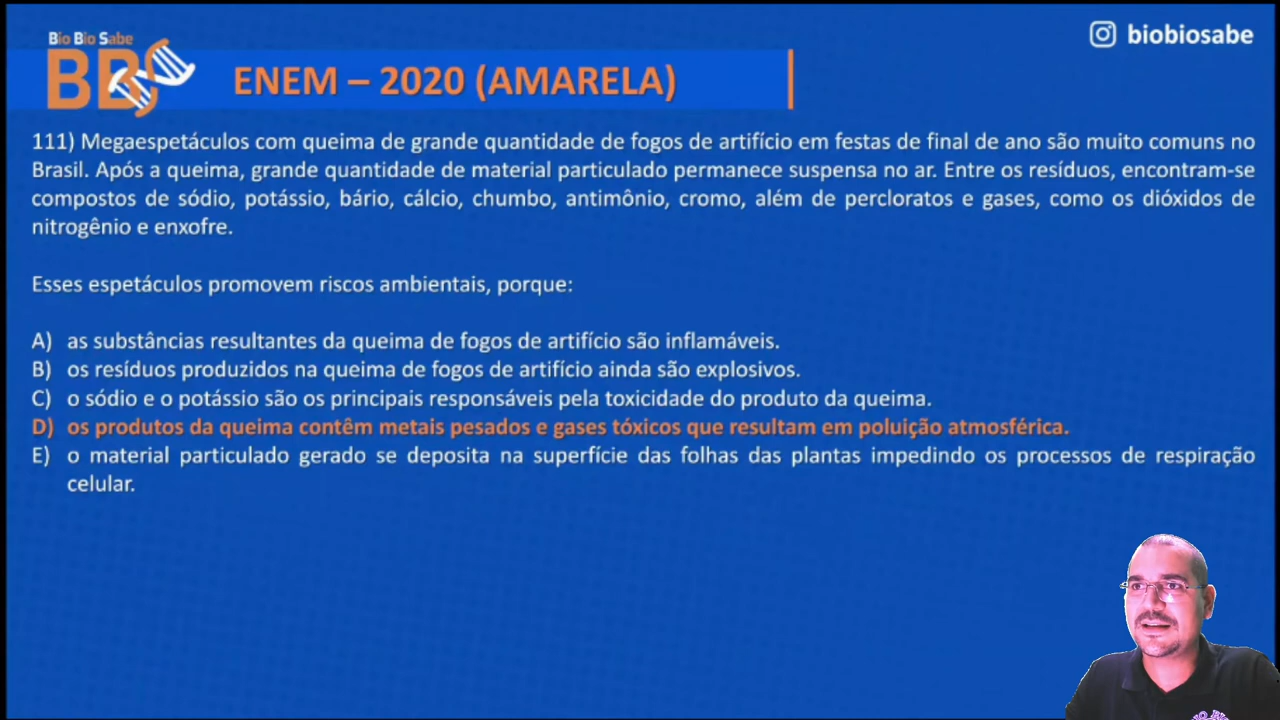 Bio Bio Sabe
BBS
biobiosabe
ENEM – 2020 (AMARELA)
111) Megaespetáculos com queima de grande quantidade de fogos de artifício em festas de final de ano são muito comuns no
Brasil. Após a queima, grande quantidade de material particulado permanece suspensa no ar. Entre os resíduos, encontram-se
compostos de sódio, potássio, bário, cálcio, chumbo, antimônio, cromo, além de percloratos e gases, como os dióxidos de
nitrogênio e enxofre.
Esses espetáculos promovem riscos ambientais, porque:
A) as substâncias resultantes da queima de fogos de artifício são inflamáveis.
B) os resíduos produzidos na queima de fogos de artifício ainda são explosivos.
C) o sódio e o potássio são os principais responsáveis pela toxicidade do produto da queima.
D) os produtos da queima contêm metais pesados e gases tóxicos que resultam em poluição atmosférica.
E) o material particulado gerado se deposita na superfície das folhas das plantas impedindo os processos de respiração
celular.